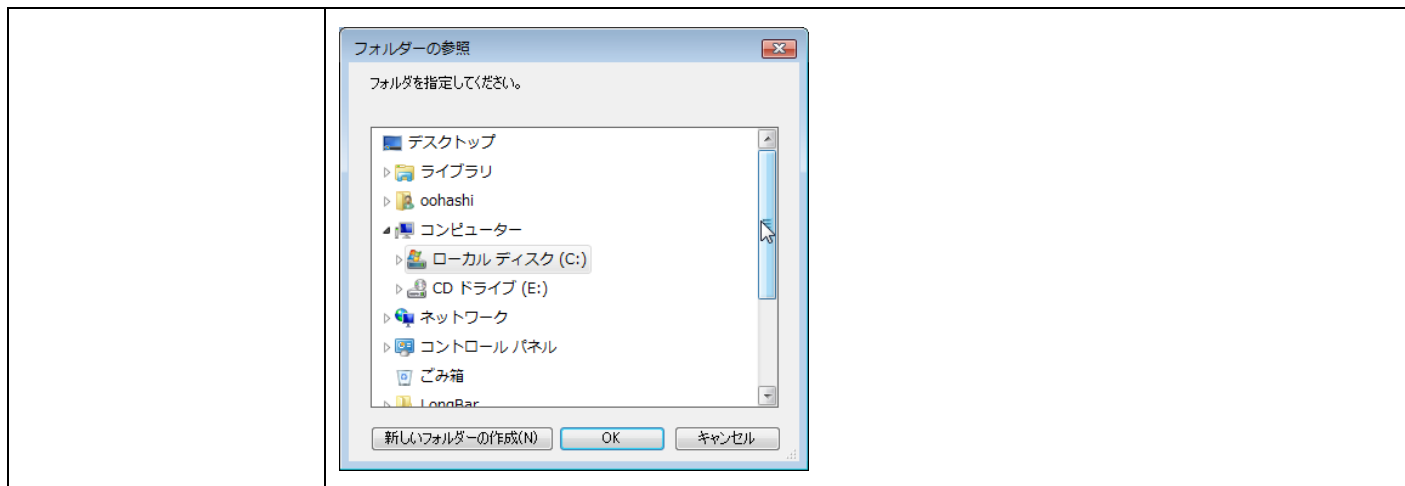 フォルダーの参照
フォルダを指定してください。
デスクトップ
ライブラリ
oohashi
コンピューター
ローカル ディスク (C:)
CD ドライブ (E:)
ネットワーク
コントロール パネル
ごみ箱
LongBar
新しいフォルダーの作成(N)
OK
キャンセル